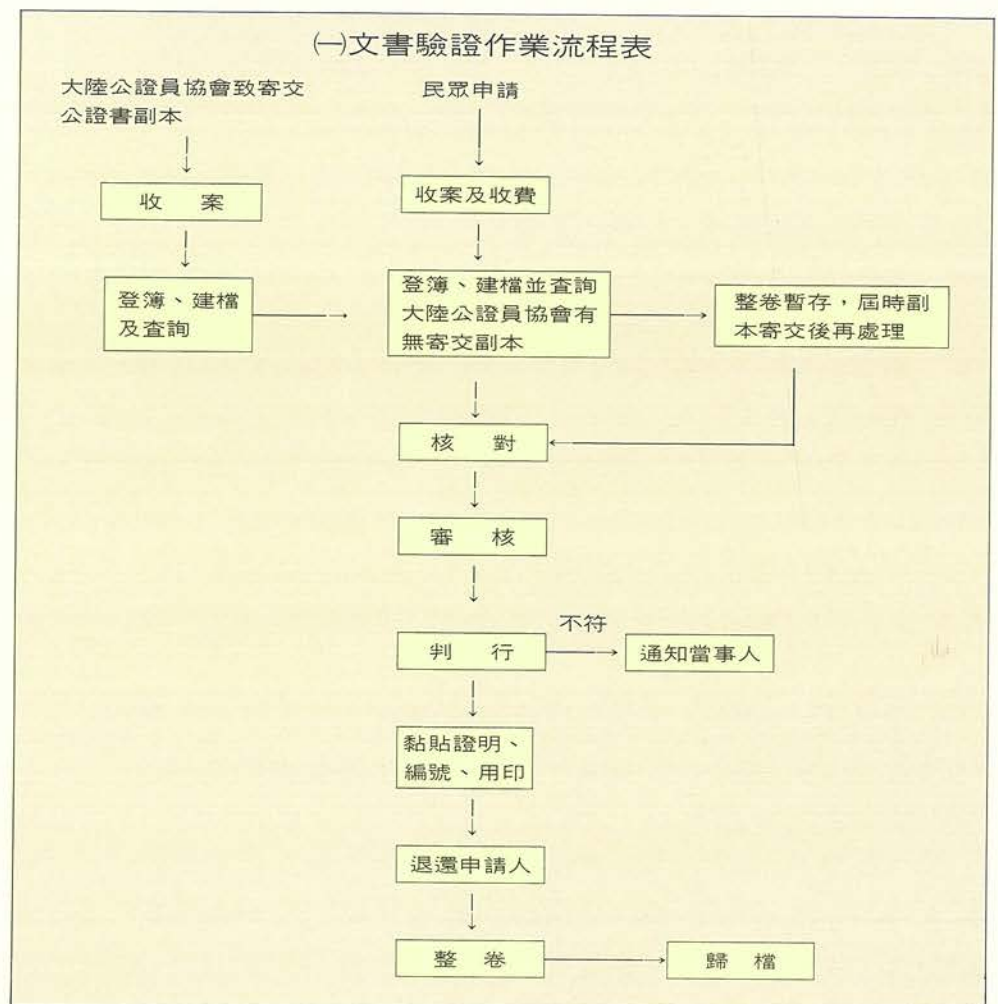 ㈠文書驗證作業流程表
大陸公證員協會致寄交
公證書副本
民眾申請
收案
收案及收費
登簿、建檔
及查詢
登簿、建檔並查詢
大陸公證員協會有
無寄交副本
整卷暫存，屆時副
本寄交後再處理
核對
審核
判行
不符
通知當事人
黏貼證明、
編號、用印
退還申請人
整卷
歸檔